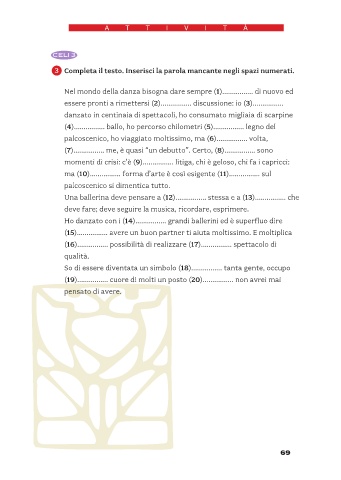 A T T I V I T À
CELI 3
3 Completa il testo. Inserisci la parola mancante negli spazi numerati.
Nel mondo della danza bisogna dare sempre (1)............... di nuovo ed
essere pronti a rimettersi (2)............... discussione: io (3)...............
danzato in centinaia di spettacoli, ho consumato migliaia di scarpine
(4)............... ballo, ho percorso chilometri (5)............... legno del
palcoscenico, ho viaggiato moltissimo, ma (6)............... volta,
(7)............... me, è quasi "un debutto". Certo, (8)............... sono
momenti di crisi: c'è (9)............... litiga, chi è geloso, chi fa i capricci:
ma (10)............... forma d'arte è così esigente (11)............... sul
palcoscenico si dimentica tutto.
Una ballerina deve pensare a (12)............... stessa e a (13)............... che
deve fare; deve seguire la musica, ricordare, esprimere.
Ho danzato con i (14)............... grandi ballerini ed è superfluo dire
(15)............... avere un buon partner ti aiuta moltissimo. E moltiplica
(16)............... possibilità di realizzare (17)............... spettacolo di
qualità.
So di essere diventata un simbolo (18)............... tanta gente, occupo
(19)............... cuore di molti un posto (20)............... non avrei mai
pensato di avere.
69